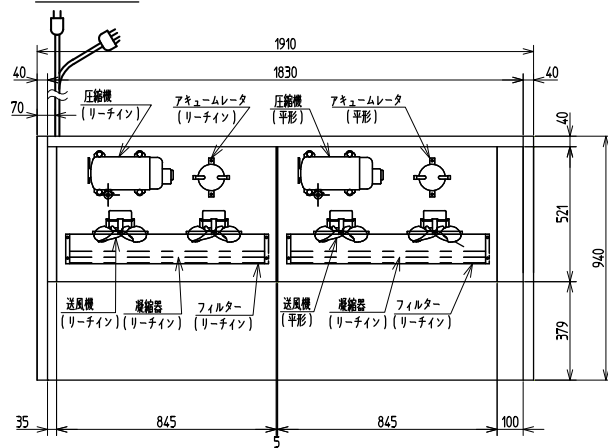 1910
40
1830
40
70
圧縮機
(リーチイン)
アキュームレータ
(リーチイン)
圧縮機
(平形)
アキュームレータ
(平形)
40
521
940
379
送風機
(リーチイン)
凝縮器
(リーチイン)
フィルター
(リーチイン)
送風機
(平形)
凝縮器
(リーチイン)
フィルター
(リーチイン)
35
845
5
845
100